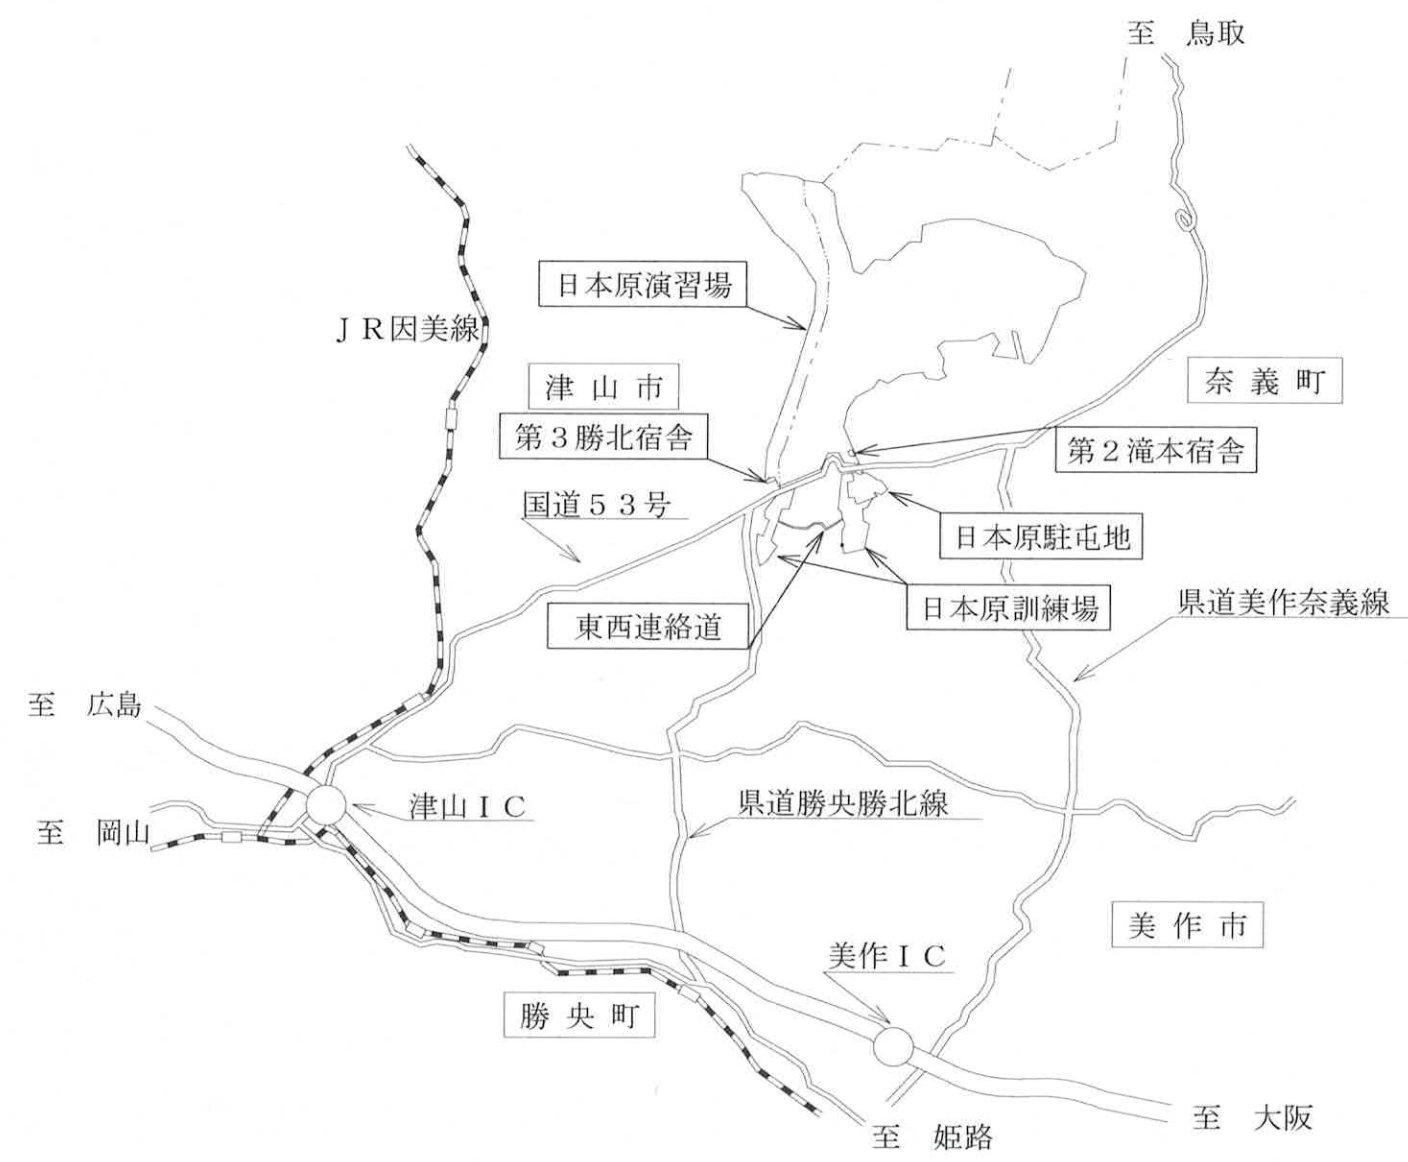 至　鳥取
日本原演習場
ＪＲ因美線
津山市
奈義町
第３勝北宿舎
第２滝本宿舎
国道５３号
日本原駐屯地
日本原訓練場
県道美作奈義線
東西連絡道
至　広島
津山ＩＣ
県道勝央勝北線
至　岡山
美作市
美作ＩＣ
勝央町
至　大阪
至　姫路